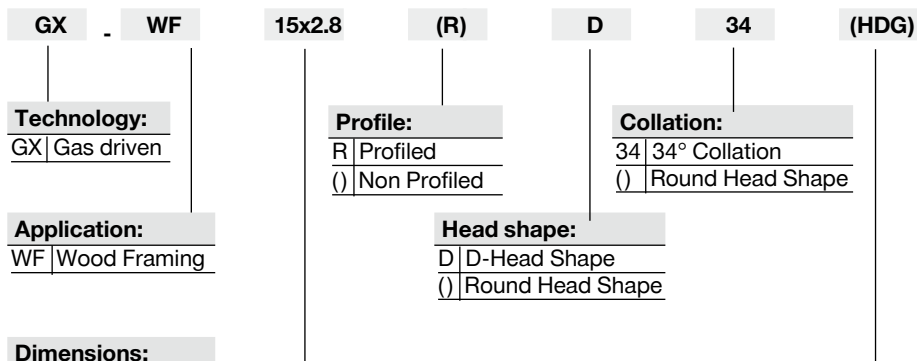 GX - WF 15x2.8 (R) D 34 (HDG)
Technology:
GX Gas driven
Profile:
R Profiled
() Non Profiled
Collation:
34 34° Collation
() Round Head Shape
Application:
WF Wood Framing
Head shape:
D D-Head Shape
() Round Head Shape
Dimensions: